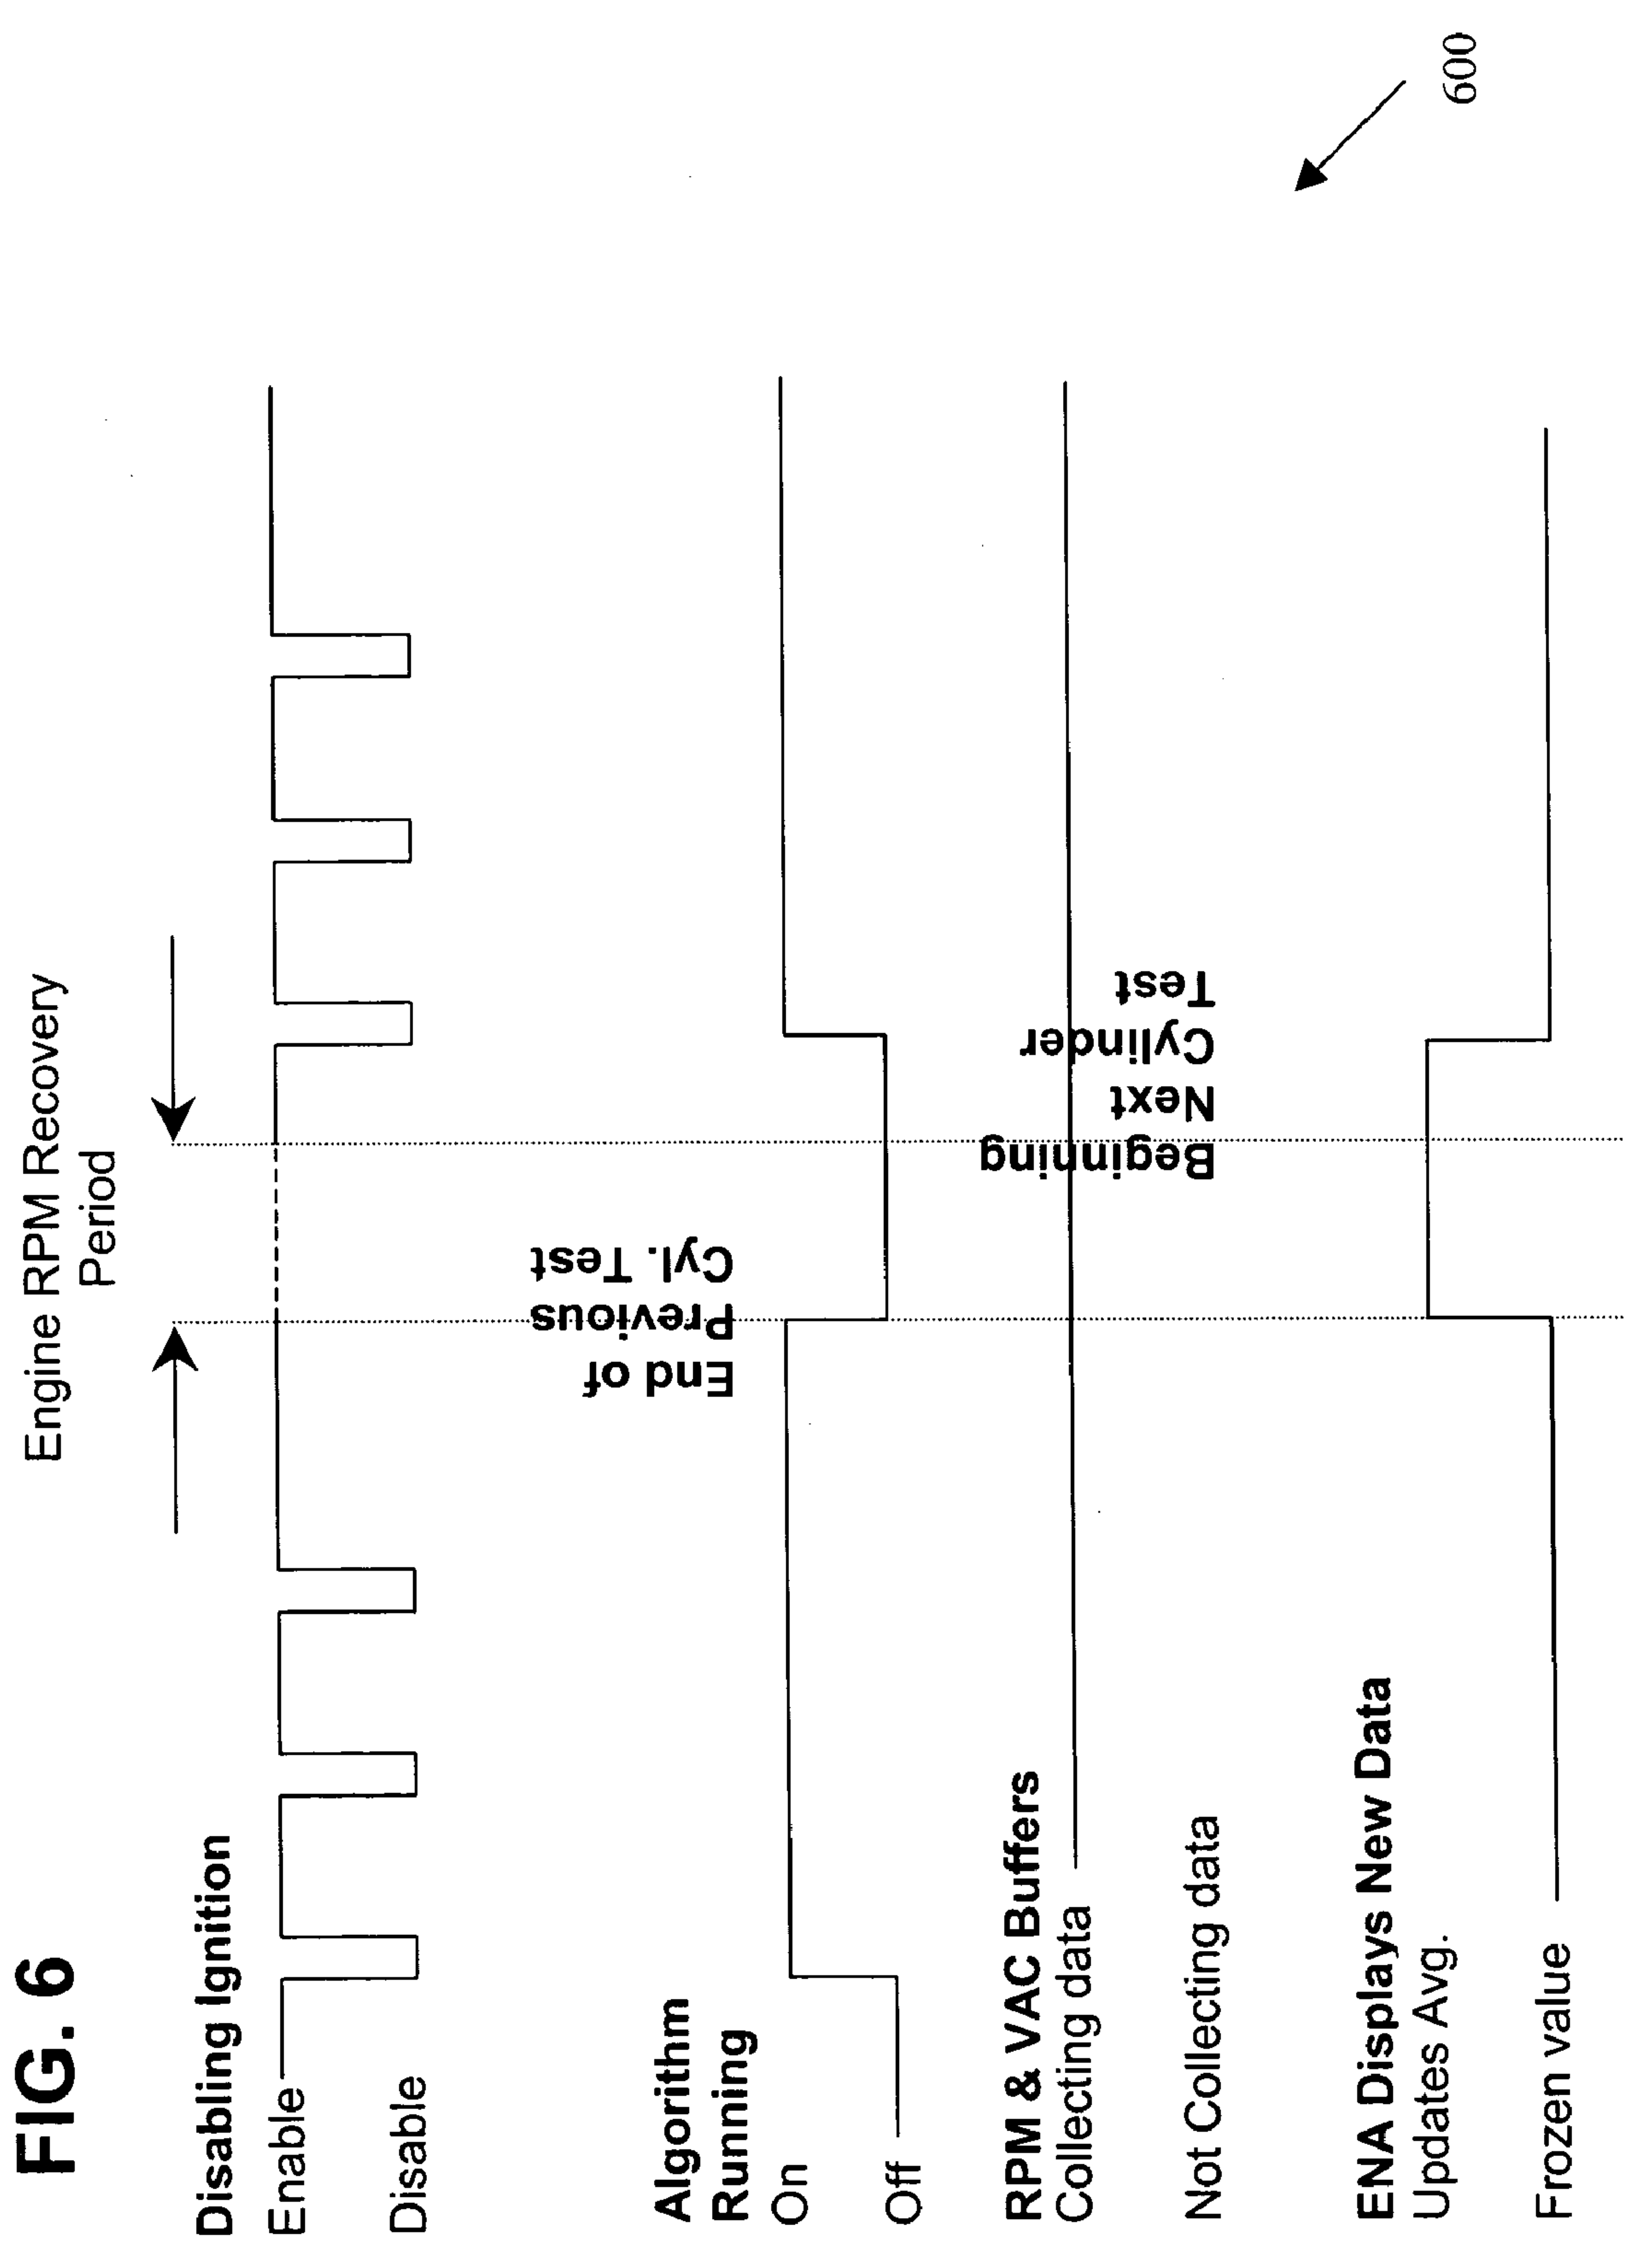 FIG. 6
Engine RPM Recovery
Period
Disabling Ignition
Enable
Disable
End of
Previous
Cyl. Test
Algorithm
Running
On
Off
Beginning
Next
Cylinder
Test
RPM & VAC Buffers
Collecting data
Not Collecting data
ENA Displays New Data
Updates Avg.
Frozen value
600